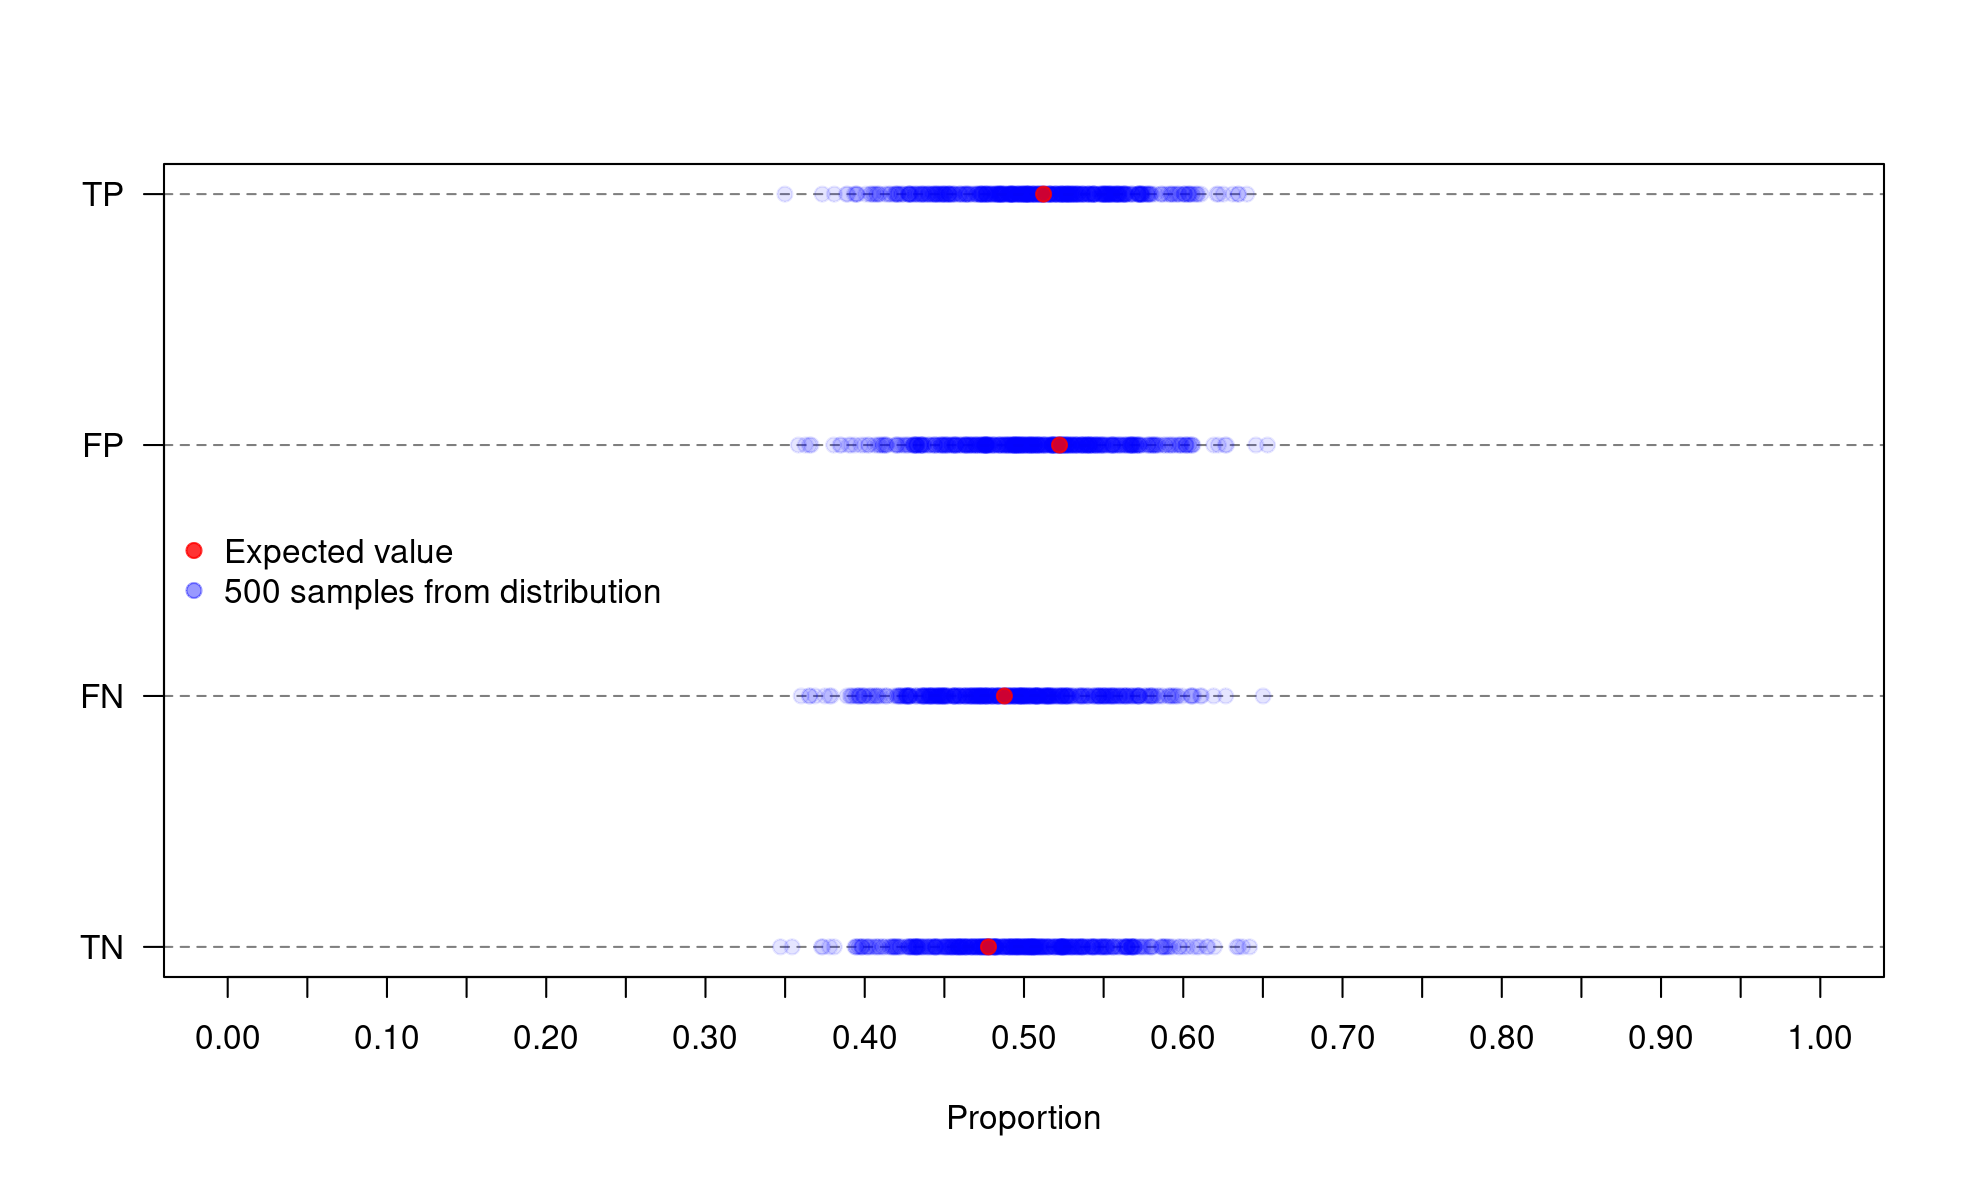 TP
FP
Expected value
500 samples from distribution
FN
TN
0.00 0.10 0.20 0.30 0.40 0.50 0.60 0.70 0.80 0.90 1.00
Proportion